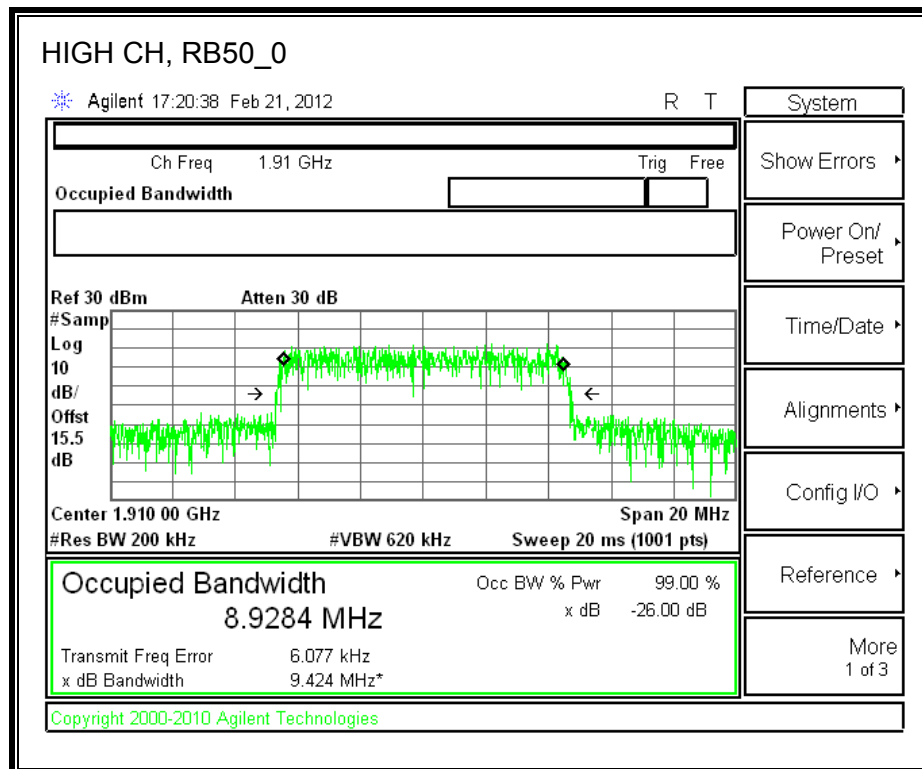 HIGH CH, RB50_0
Agilent 17:20:38 Feb 21, 2012 R T
System
Ch Freq 1.91 GHz Trig Free
Show Errors
Occupied Bandwidth
Power On/
Preset
Ref 30 dBm Atten 30 dB
#Samp
Log
10
dB/
Offst
15.5
dB
Time/Date
Alignments
Config I/O
Center 1.910 00 GHz Span 20 MHz
#Res BW 200 kHz #VBW 620 kHz Sweep 20 ms (1001 pts)
Occupied Bandwidth Occ BW % Pwr 99.00 %
8.9284 MHz x dB -26.00 dB
Reference
Transmit Freq Error 6.077 kHz
x dB Bandwidth 9.424 MHz*
More
1 of 3
Copyright 2000-2010 Agilent Technologies